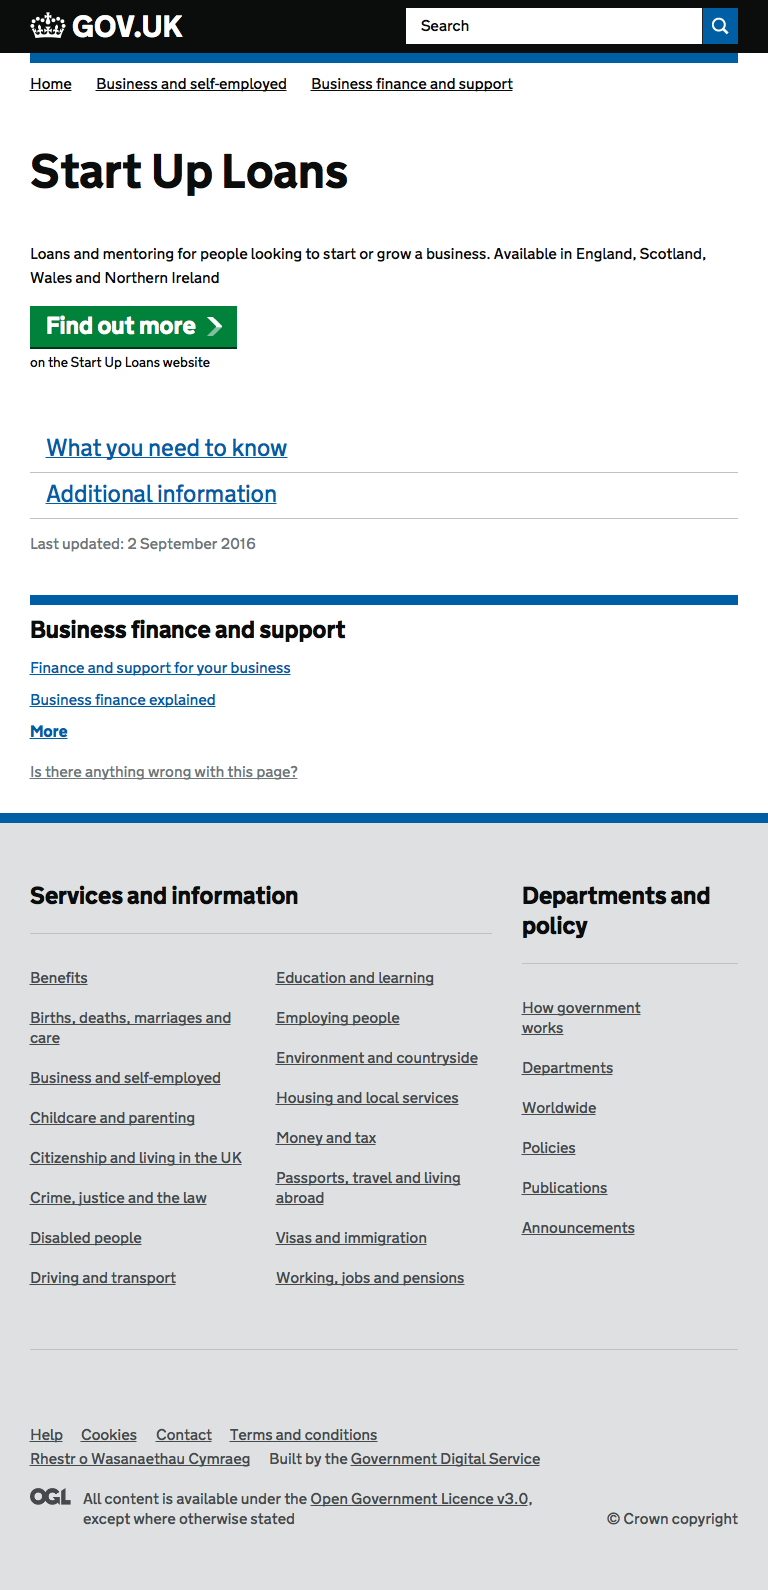 GOV.UK
Search
Home Business and self-employed Business finance and support
Start Up Loans
Loans and mentoring for people looking to start or grow a business. Available in England, Scotland,
Wales and Northern Ireland
Find out more
on the Start Up Loans website
What you need to know
Additional information
Last updated: 2 September 2016
Business finance and support
Finance and support for your business
Business finance explained
More
Is there anything wrong with this page?
Services and information
Benefits
Births, deaths, marriages and
care
Business and self-employed
Childcare and parenting
Citizenship and living in the UK
Crime, justice and the law
Disabled people
Driving and transport
Education and learning
Employing people
Environment and countryside
Housing and local services
Money and tax
Passports, travel and living
abroad
Visas and immigration
Working, jobs and pensions
Departments and
policy
How government
works
Departments
Worldwide
Policies
Publications
Announcements
Help Cookies Contact Terms and conditions
Rhestr o Wasanaethau Cymraeg Built by the Government Digital Service
OGL All content is available under the Open Government Licence v3.0,
except where otherwise stated
© Crown copyright